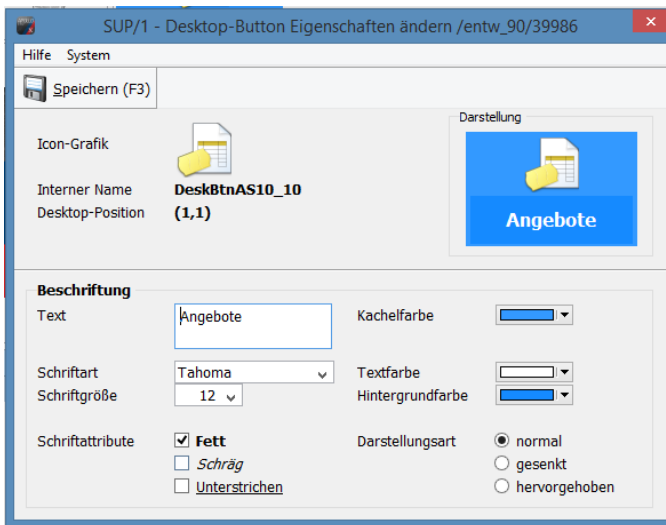 SUP/1 - Desktop-Button Eigenschaften ändern /entw_90/39986
Hilfe System
Speichern (F3)
Darstellung
Icon-Grafik
Interner Name DeskBtnAS10_10
Desktop-Position (1,1)
Angebote
Beschriftung
Text Angebote Kachelfarbe
Schriftart Tahoma Textfarbe
Schriftgröße 12 Hintergrundfarbe
Schriftattribute Fett Darstellungsart normal
Schräg gesenkt
Unterstrichen hervorgehoben